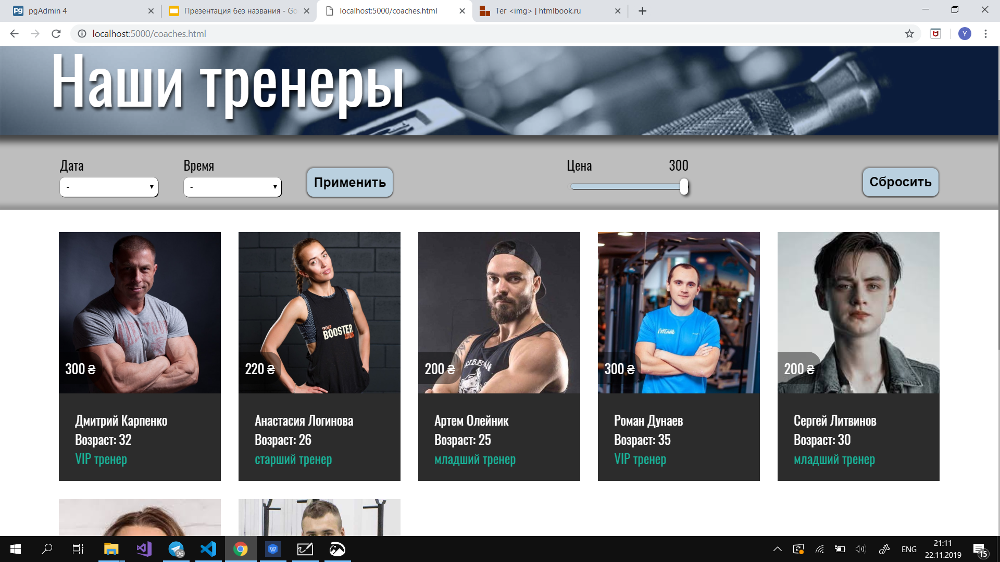 pgAdmin 4
Презентация без названия - Go
localhost:5000/coaches.html
Тег <img> | htmlbook.ru
localhost:5000/coaches.html
Y
Наши тренеры
Дата
Время
Применить
Цена
300
Сбросить
-
-
ТРЕНЕР
BOOSTER
300 ₴
220 ₴
200 ₴
300 ₴
200 ₴
Дмитрий Карпенко
Возраст: 32
VIP тренер
Анастасия Логинова
Возраст: 26
старший тренер
Артем Олейник
Возраст: 25
младший тренер
Роман Дунаев
Возраст: 35
VIP тренер
Сергей Литвинов
Возраст: 30
младший тренер
96
ENG
21:11
22.11.2019
15